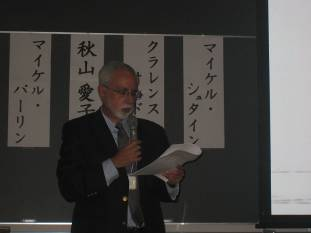 マイケル・
シュタイン
クラレンス
秋山愛子
マイケル・
バーリン